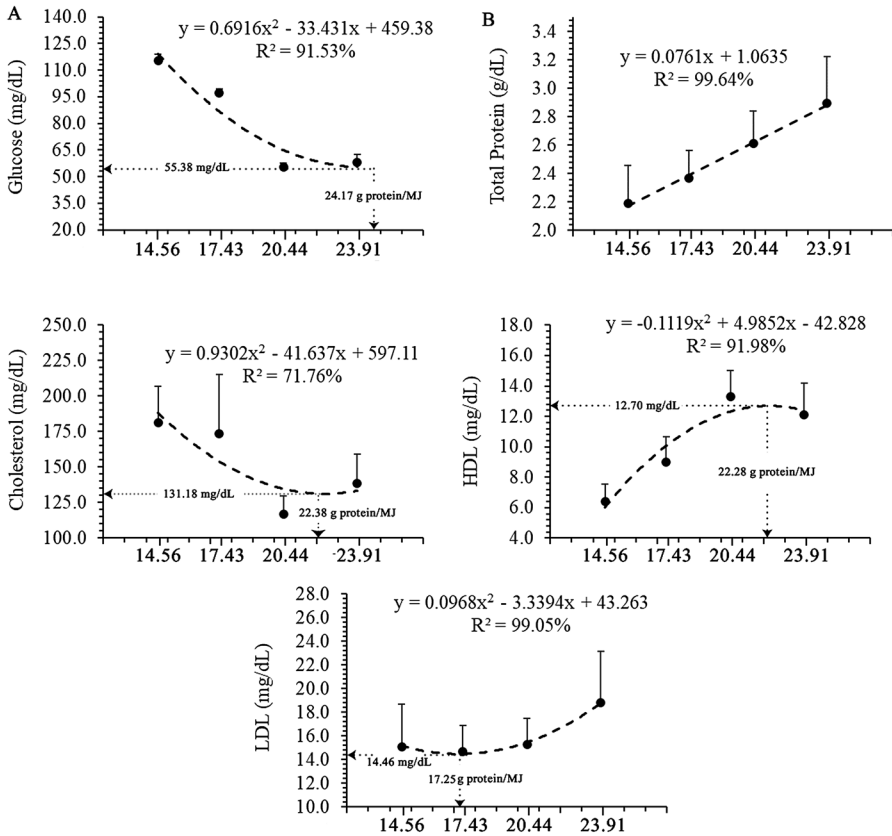 A
y = 0.6916x² - 33.431x + 459.38
R² = 91.53%
Glucose (mg/dL)
140.0
125.0
110.0
95.0
80.0
65.0
50.0
35.0
20.0
55.38 mg/dL
24.17 g protein/MJ
14.56 17.43 20.44 23.91
B
y = 0.0761x + 1.0635
R² = 99.64%
Total Protein (g/dL)
3.4
3.2
3.0
2.8
2.6
2.4
2.2
2.0
14.56 17.43 20.44 23.91
y = 0.9302x² - 41.637x + 597.11
R² = 71.76%
Cholesterol (mg/dL)
250.0
225.0
200.0
175.0
150.0
125.0
100.0
131.18 mg/dL
22.38 g protein/MJ
14.56 17.43 20.44 23.91
y = -0.1119x² + 4.9852x - 42.828
R² = 91.98%
HDL (mg/dL)
18.0
16.0
14.0
12.0
10.0
8.0
6.0
4.0
12.70 mg/dL
22.28 g protein/MJ
14.56 17.43 20.44 23.91
y = 0.0968x² - 3.3394x + 43.263
R² = 99.05%
LDL (mg/dL)
28.0
26.0
24.0
22.0
20.0
18.0
16.0
14.0
12.0
10.0
14.46 mg/dL
17.25 g protein/MJ
14.56 17.43 20.44 23.91